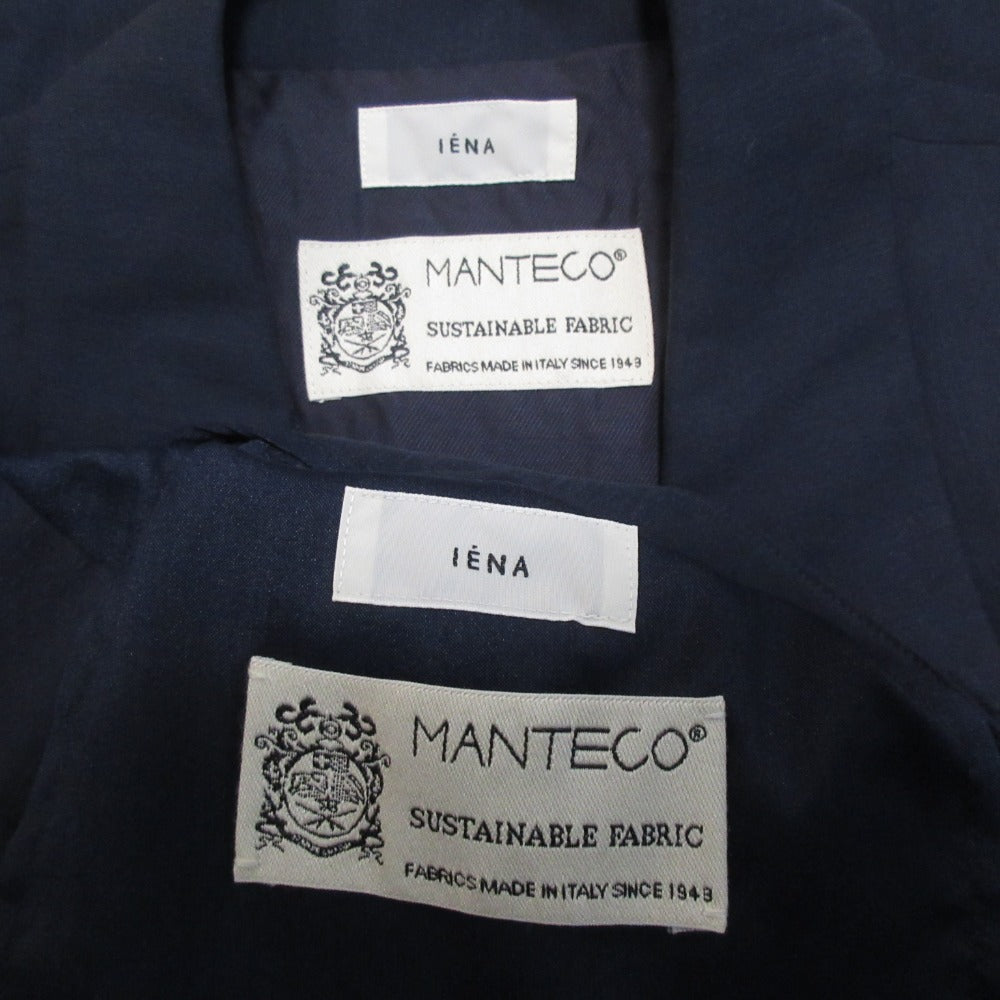 IÉNA
MANTECO®
SUSTAINABLE FABRIC
FABRICS MADE IN ITALY SINCE 1943
IÉNA
MANTECO®
SUSTAINABLE FABRIC
FABRICS MADE IN ITALY SINCE 1943